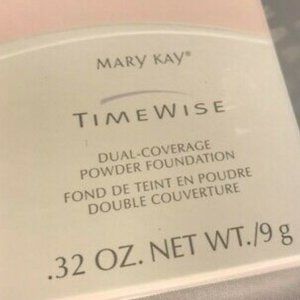 MARY KAY®
TIMEWISE
DUAL-COVERAGE
POWDER FOUNDATION
FOND DE TEINT EN POUDRE
DOUBLE COUVERTURE
.32 OZ. NET WT./9 g